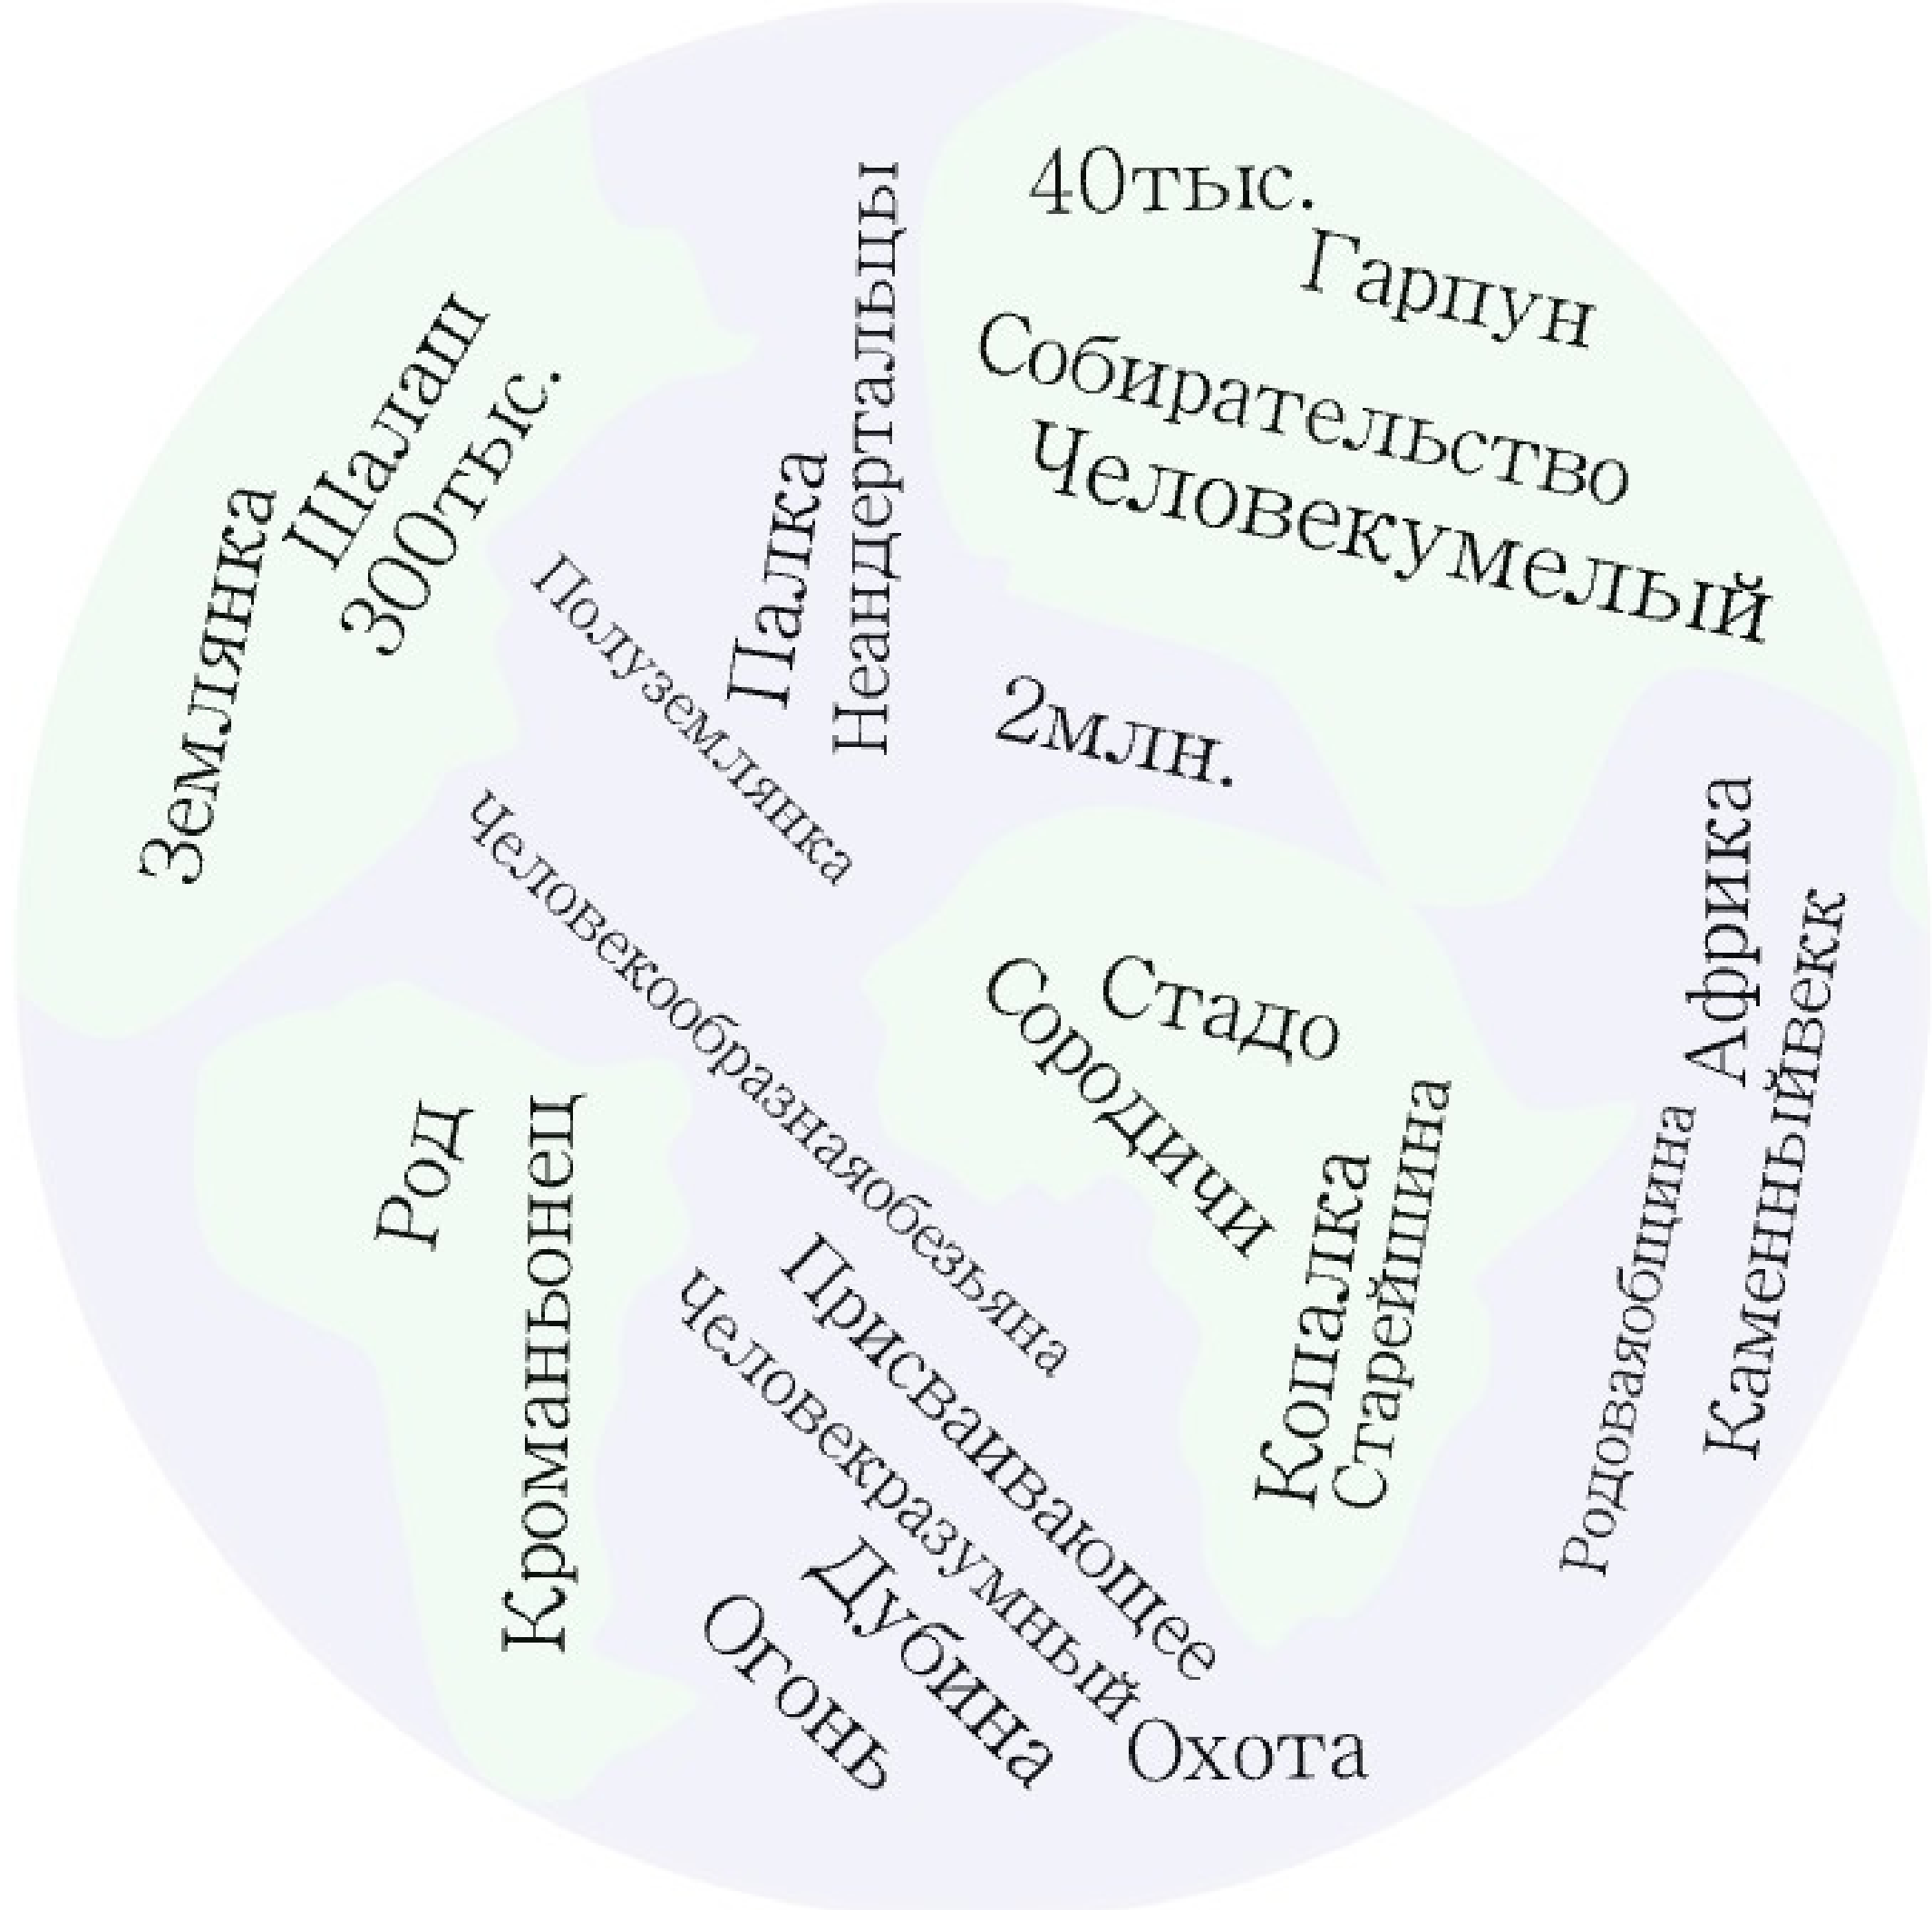 40тыс.
Гарпун
Собирательство
Человекумелый
Неандертальцы
Палка
Шалаш
300тыс.
Землянка
Полуземлянка
2млн.
Человекообразнаяобезьяна
Африка
Каменныйвекк
Родоваяобщина
Стадо
Сородичи
Копалка
Старейшина
Род
Кроманьонец
Присваивающее
Человекразумный
Дубина
Огонь
Охота